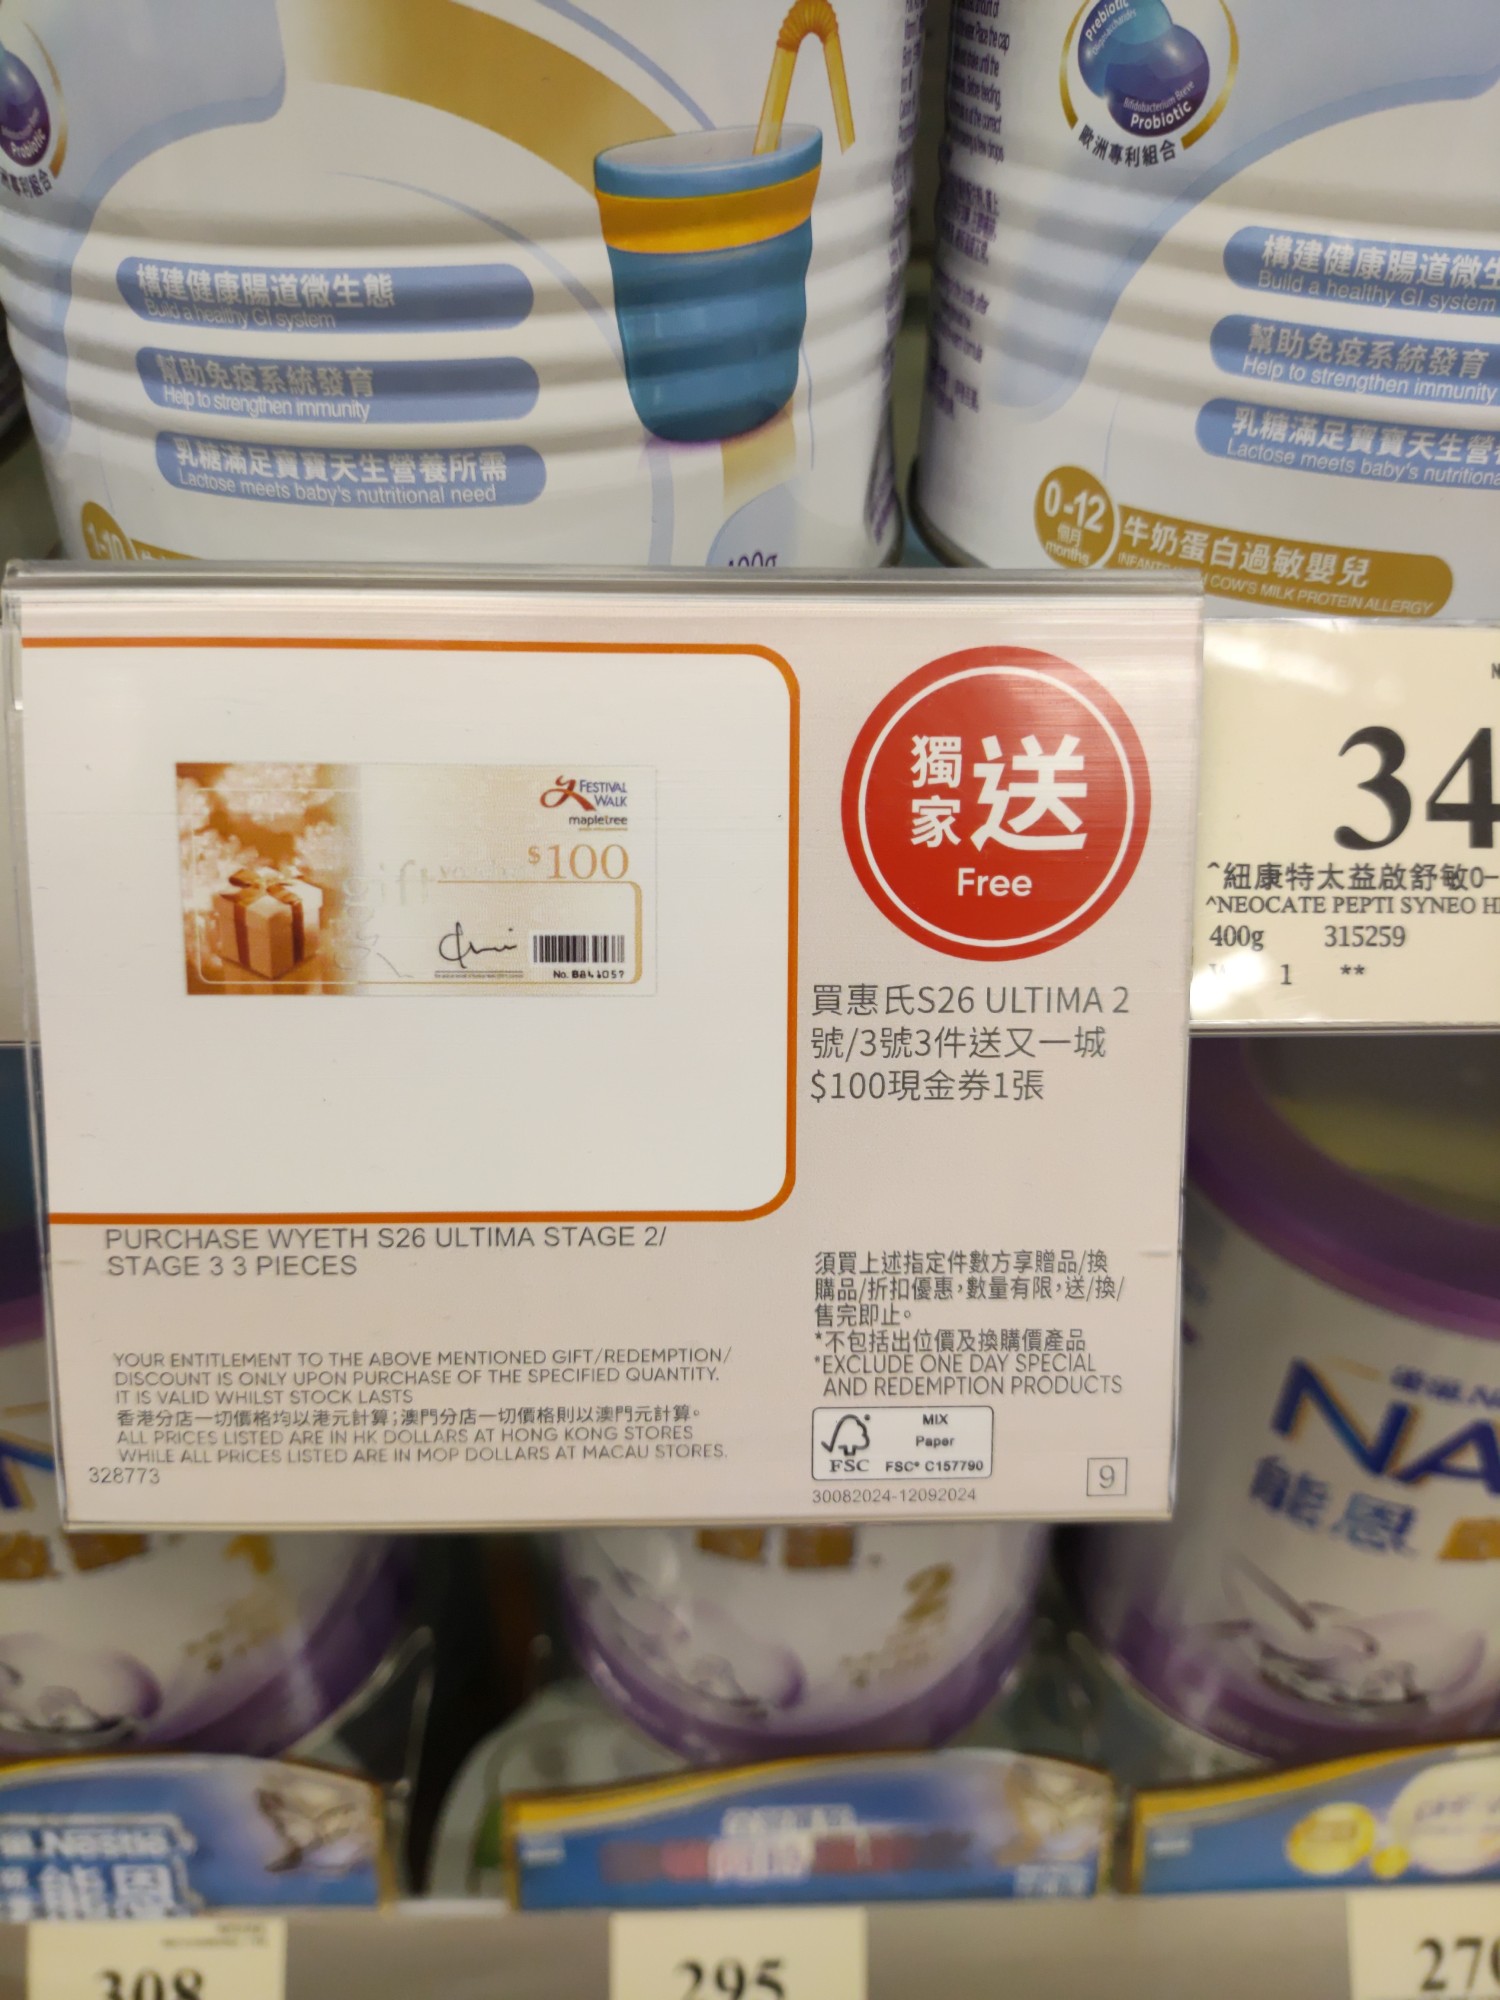 Prebiotic
Probiotic
歐洲專利組合
Probiotic
構建健康腸道微生態
Build a healthy GI system
幫助免疫系統發育
Help to strengthen immunity
乳糖滿足寶寶天生營養所需
Lactose meets baby's nutritional need
構建健康腸道微生
Build a healthy GI system
幫助免疫系統發育
Help to strengthen immunity
乳糖滿足寶寶天生營
Lactose meets baby's nutritiona
0-12
個月
months
牛奶蛋白過敏嬰兒
COW'S MILK PROTEIN ALLERGY
FESTIVAL
WALK
mapletree
gift voucher $100
獨家送
Free
買惠氏S26 ULTIMA 2
號/3號3件送又一城
$100現金券1張
PURCHASE WYETH S26 ULTIMA STAGE 2/
STAGE 3 3 PIECES
須買上述指定件數方享贈品/換
購品/折扣優惠,數量有限,送/換/
售完即止。
*不包括出位價及換購價產品
*EXCLUDE ONE DAY SPECIAL
AND REDEMPTION PRODUCTS
YOUR ENTITLEMENT TO THE ABOVE MENTIONED GIFT/REDEMPTION/
DISCOUNT IS ONLY UPON PURCHASE OF THE SPECIFIED QUANTITY.
IT IS VALID WHILST STOCK LASTS
香港分店一切價格均以港元計算;澳門分店一切價格則以澳門元計算。
ALL PRICES LISTED ARE IN HK DOLLARS AT HONG KONG STORES
WHILE ALL PRICES LISTED ARE IN MOP DOLLARS AT MACAU STORES.
328773
MIX
Paper
FSC FSC® C157790
30082024-12092024
9
34
^紐康特太益啟舒敏0-
^NEOCATE PEPTI SYNEO H
400g 315259
1 **
NA
能恩
2
Nestlé
能恩
308
295
270